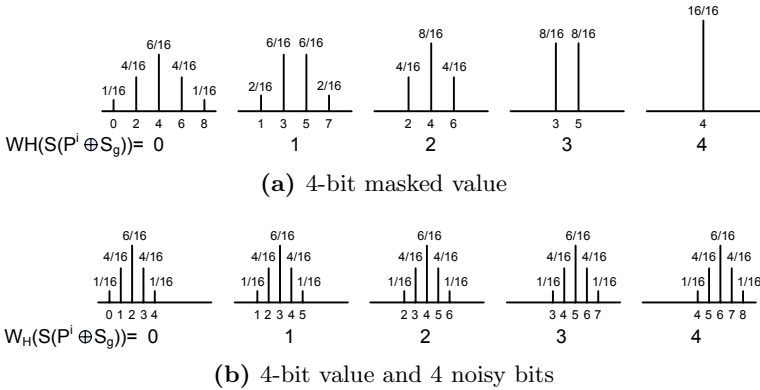 16/16
8/16
8/16 8/16
6/16
6/16 6/16
4/16 4/16
4/16 4/16
1/16 1/16
2/16 2/16
0 2 4 6 8
1 3 5 7
2 4 6
3 5
4
WH(S(Pⁱ ⊕S_g))= 0 1 2 3 4
(a) 4-bit masked value
6/16 6/16 6/16 6/16 6/16
4/16 4/16 4/16 4/16 4/16 4/16 4/16 4/16 4/16 4/16
1/16 1/16 1/16 1/16 1/16 1/16 1/16 1/16 1/16 1/16
0 1 2 3 4
1 2 3 4 5
2 3 4 5 6
3 4 5 6 7
4 5 6 7 8
W_H(S(Pⁱ ⊕S_g))= 0 1 2 3 4
(b) 4-bit value and 4 noisy bits